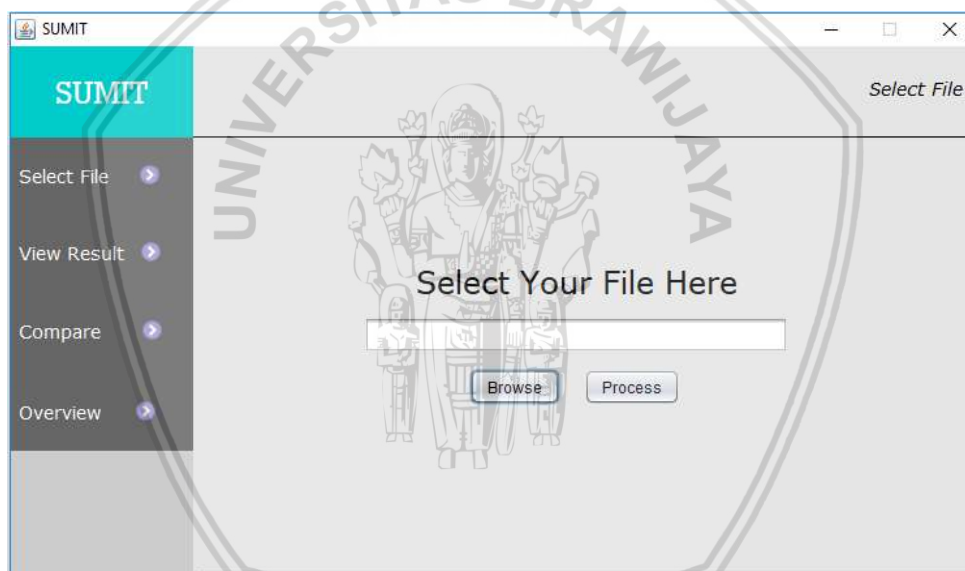 SUMIT
UNIVERSITAS BRAWIJAYA
SUMIT
Select File
Select File
View Result
Compare
Overview
Select Your File Here
Browse
Process